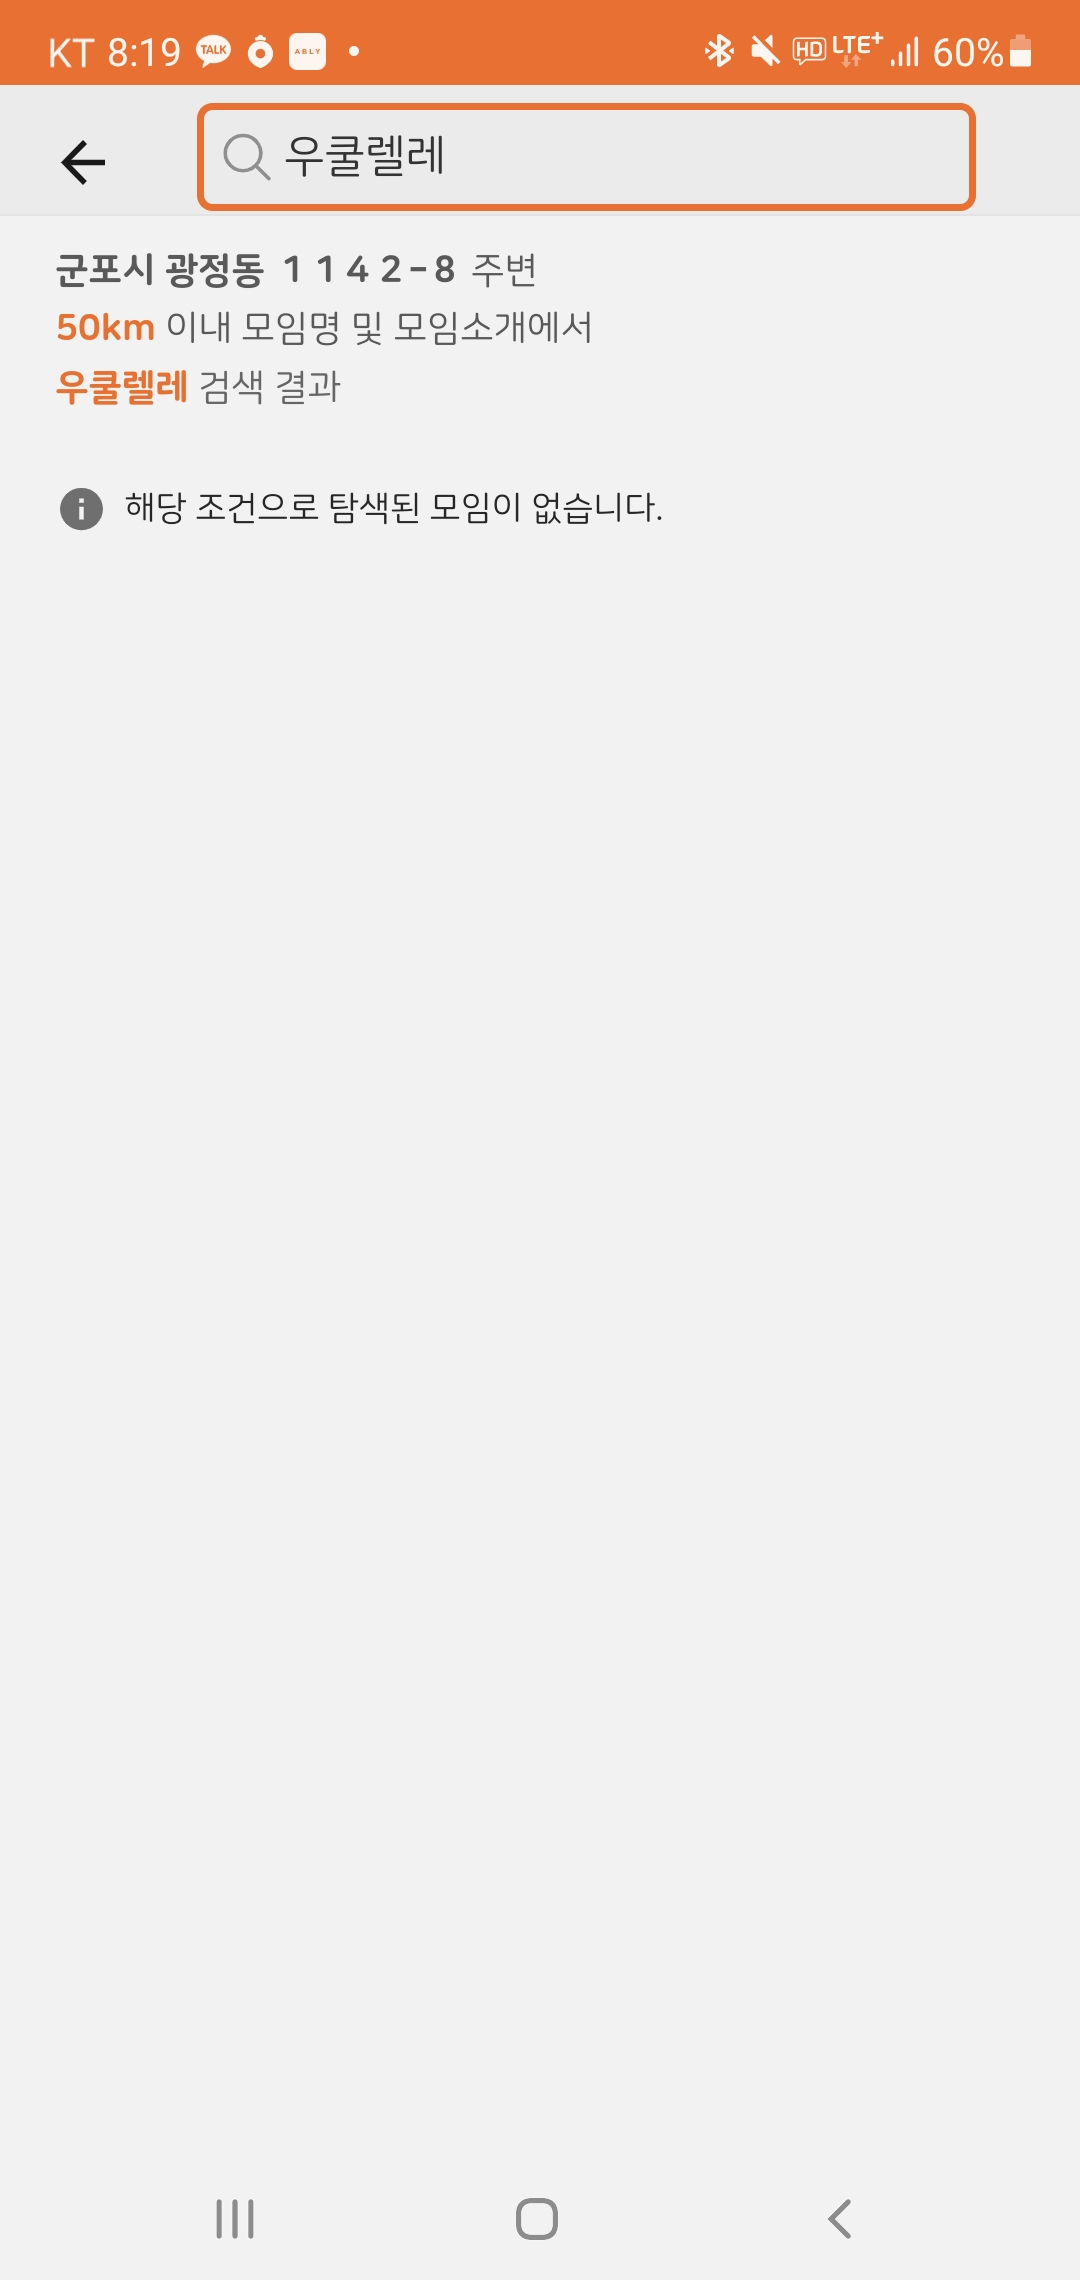 KT 8:19 TALK ABLY HD LTE+ 60%
우쿨렐레
군포시 광정동 1142-8 주변
50km 이내 모임명 및 모임소개에서
우쿨렐레 검색 결과
해당 조건으로 탐색된 모임이 없습니다.